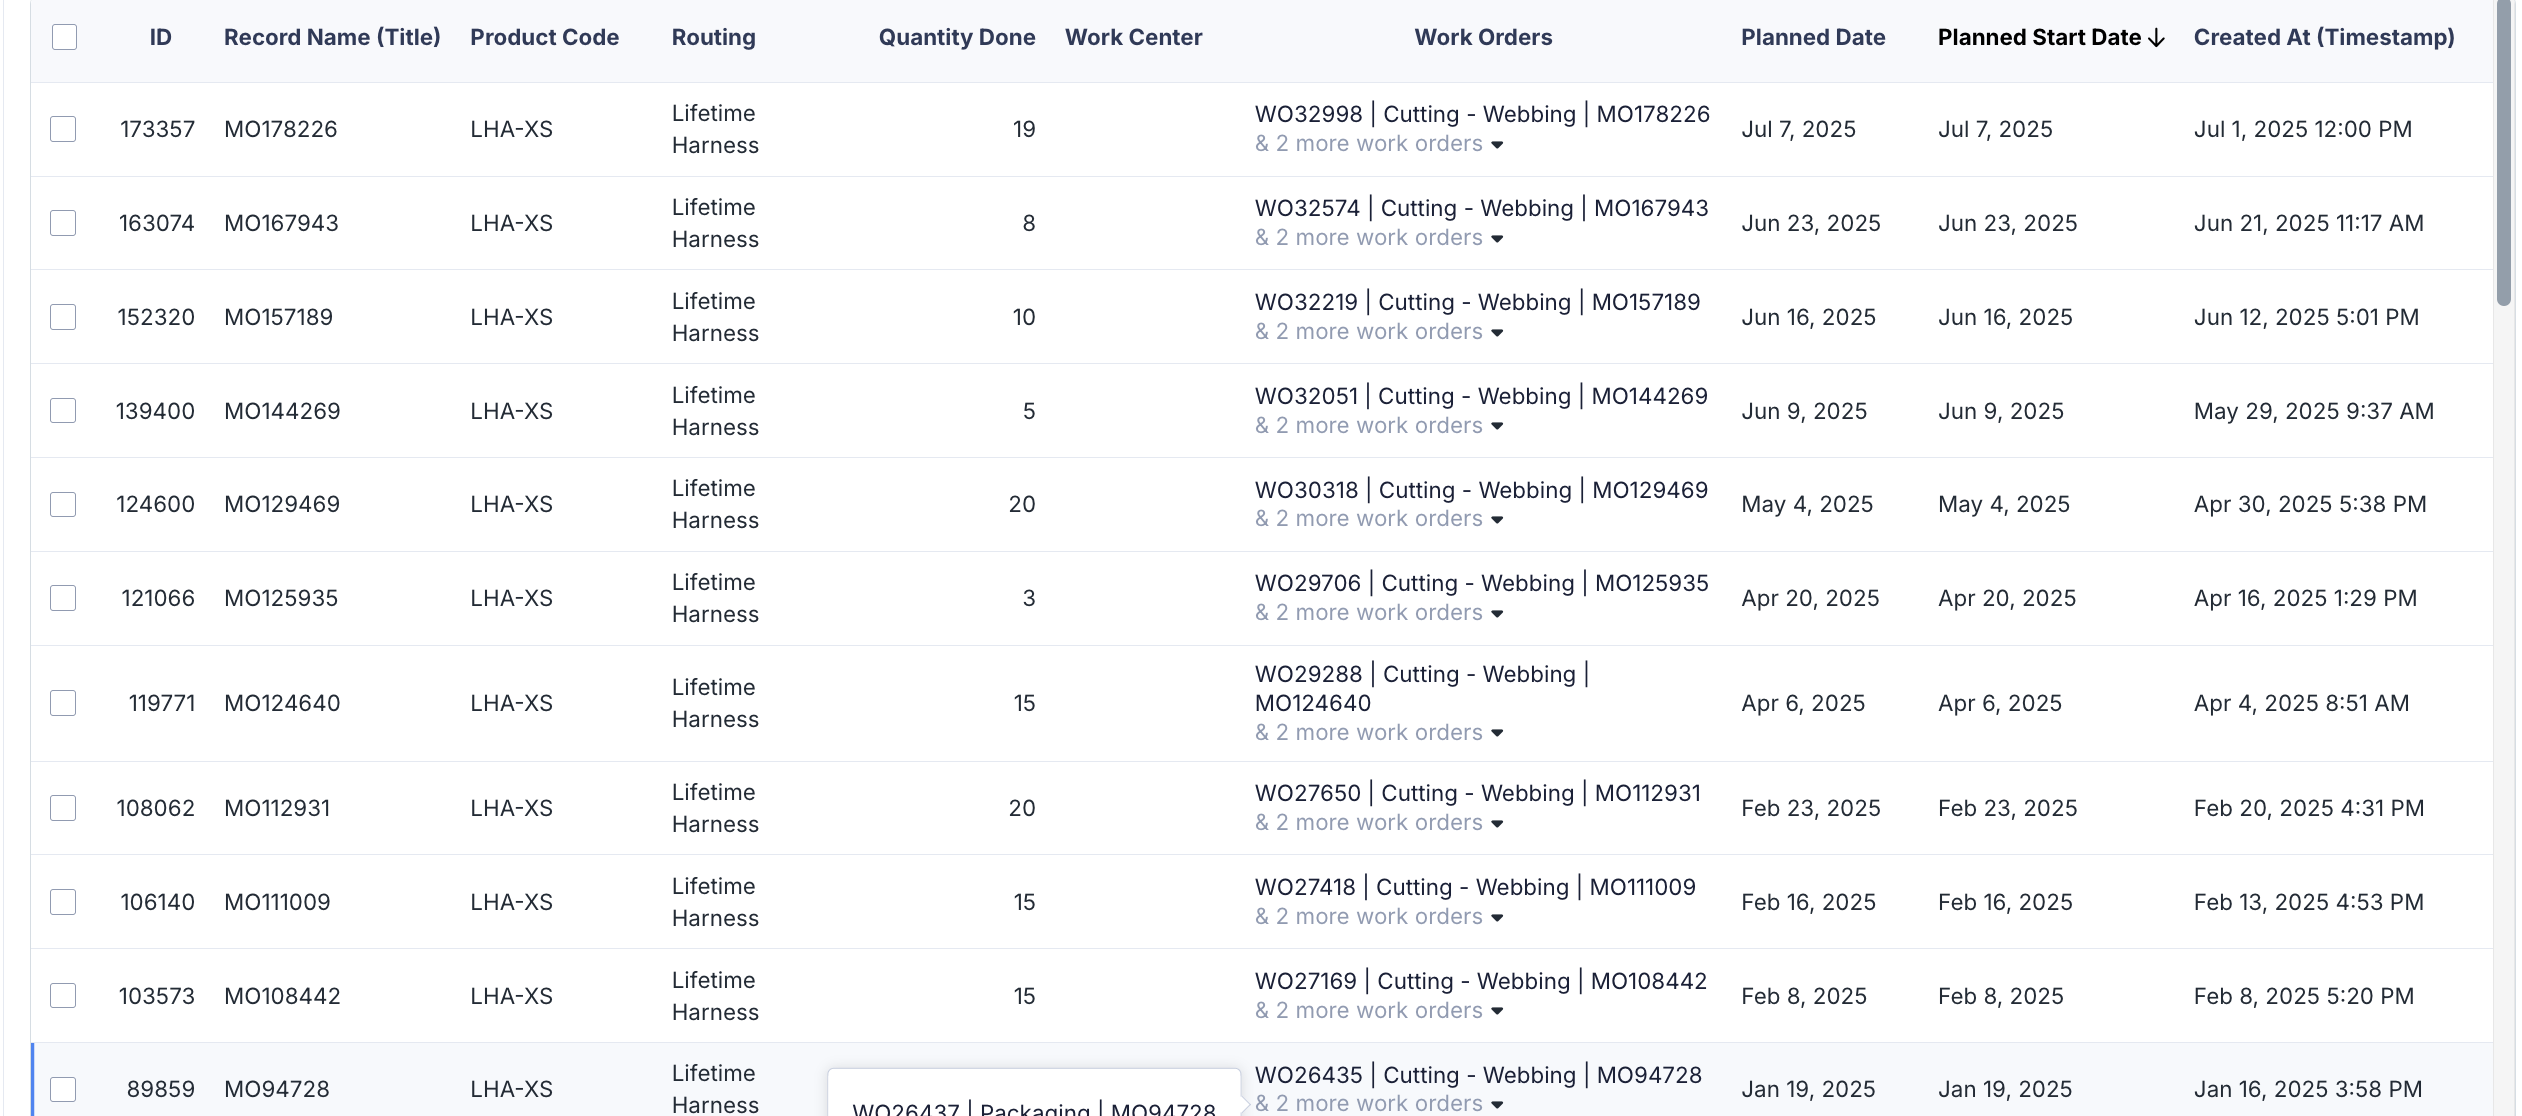 ID Record Name (Title) Product Code Routing Quantity Done Work Center Work Orders Planned Date Planned Start Date ↓ Created At (Timestamp)
173357 MO178226 LHA-XS Lifetime Harness 19 WO32998 | Cutting - Webbing | MO178226 Jul 7, 2025 Jul 7, 2025 Jul 1, 2025 12:00 PM
& 2 more work orders
163074 MO167943 LHA-XS Lifetime Harness 8 WO32574 | Cutting - Webbing | MO167943 Jun 23, 2025 Jun 23, 2025 Jun 21, 2025 11:17 AM
& 2 more work orders
152320 MO157189 LHA-XS Lifetime Harness 10 WO32219 | Cutting - Webbing | MO157189 Jun 16, 2025 Jun 16, 2025 Jun 12, 2025 5:01 PM
& 2 more work orders
139400 MO144269 LHA-XS Lifetime Harness 5 WO32051 | Cutting - Webbing | MO144269 Jun 9, 2025 Jun 9, 2025 May 29, 2025 9:37 AM
& 2 more work orders
124600 MO129469 LHA-XS Lifetime Harness 20 WO30318 | Cutting - Webbing | MO129469 May 4, 2025 May 4, 2025 Apr 30, 2025 5:38 PM
& 2 more work orders
121066 MO125935 LHA-XS Lifetime Harness 3 WO29706 | Cutting - Webbing | MO125935 Apr 20, 2025 Apr 20, 2025 Apr 16, 2025 1:29 PM
& 2 more work orders
119771 MO124640 LHA-XS Lifetime Harness 15 WO29288 | Cutting - Webbing | MO124640 Apr 6, 2025 Apr 6, 2025 Apr 4, 2025 8:51 AM
& 2 more work orders
108062 MO112931 LHA-XS Lifetime Harness 20 WO27650 | Cutting - Webbing | MO112931 Feb 23, 2025 Feb 23, 2025 Feb 20, 2025 4:31 PM
& 2 more work orders
106140 MO111009 LHA-XS Lifetime Harness 15 WO27418 | Cutting - Webbing | MO111009 Feb 16, 2025 Feb 16, 2025 Feb 13, 2025 4:53 PM
& 2 more work orders
103573 MO108442 LHA-XS Lifetime Harness 15 WO27169 | Cutting - Webbing | MO108442 Feb 8, 2025 Feb 8, 2025 Feb 8, 2025 5:20 PM
& 2 more work orders
89859 MO94728 LHA-XS Lifetime Harness WO26435 | Cutting - Webbing | MO94728 Jan 19, 2025 Jan 19, 2025 Jan 16, 2025 3:58 PM
& 2 more work orders
WO26437 | Packaging | MO94728